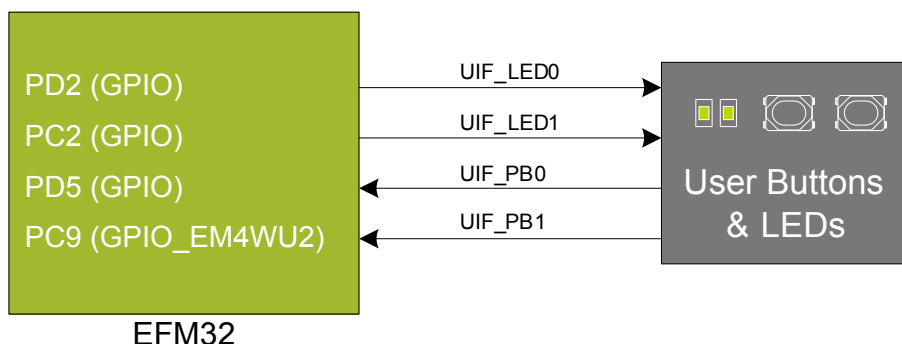 PD2 (GPIO)
PC2 (GPIO)
PD5 (GPIO)
PC9 (GPIO_EM4WU2)
EFM32
UIF_LED0
UIF_LED1
UIF_PB0
UIF_PB1
User Buttons
& LEDs